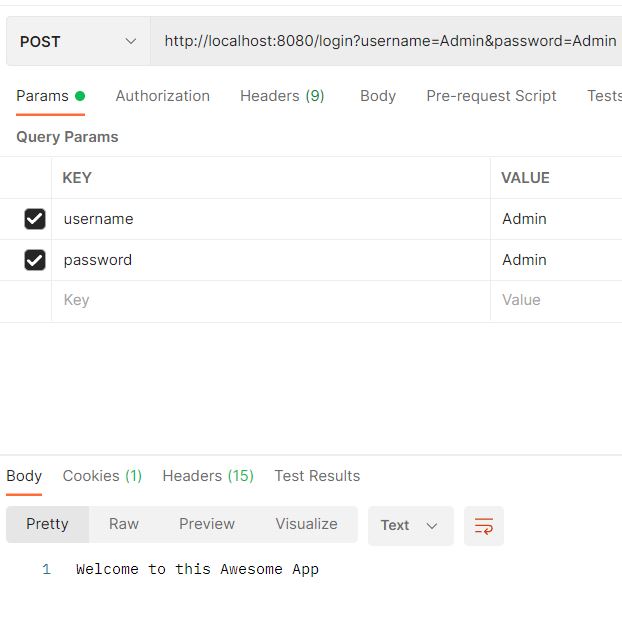 POST http://localhost:8080/login?username=Admin&password=Admin
Params Authorization Headers (9) Body Pre-request Script Tests
Query Params
KEY VALUE
username Admin
password Admin
Key Value
Body Cookies (1) Headers (15) Test Results
Pretty Raw Preview Visualize Text
1 Welcome to this Awesome App